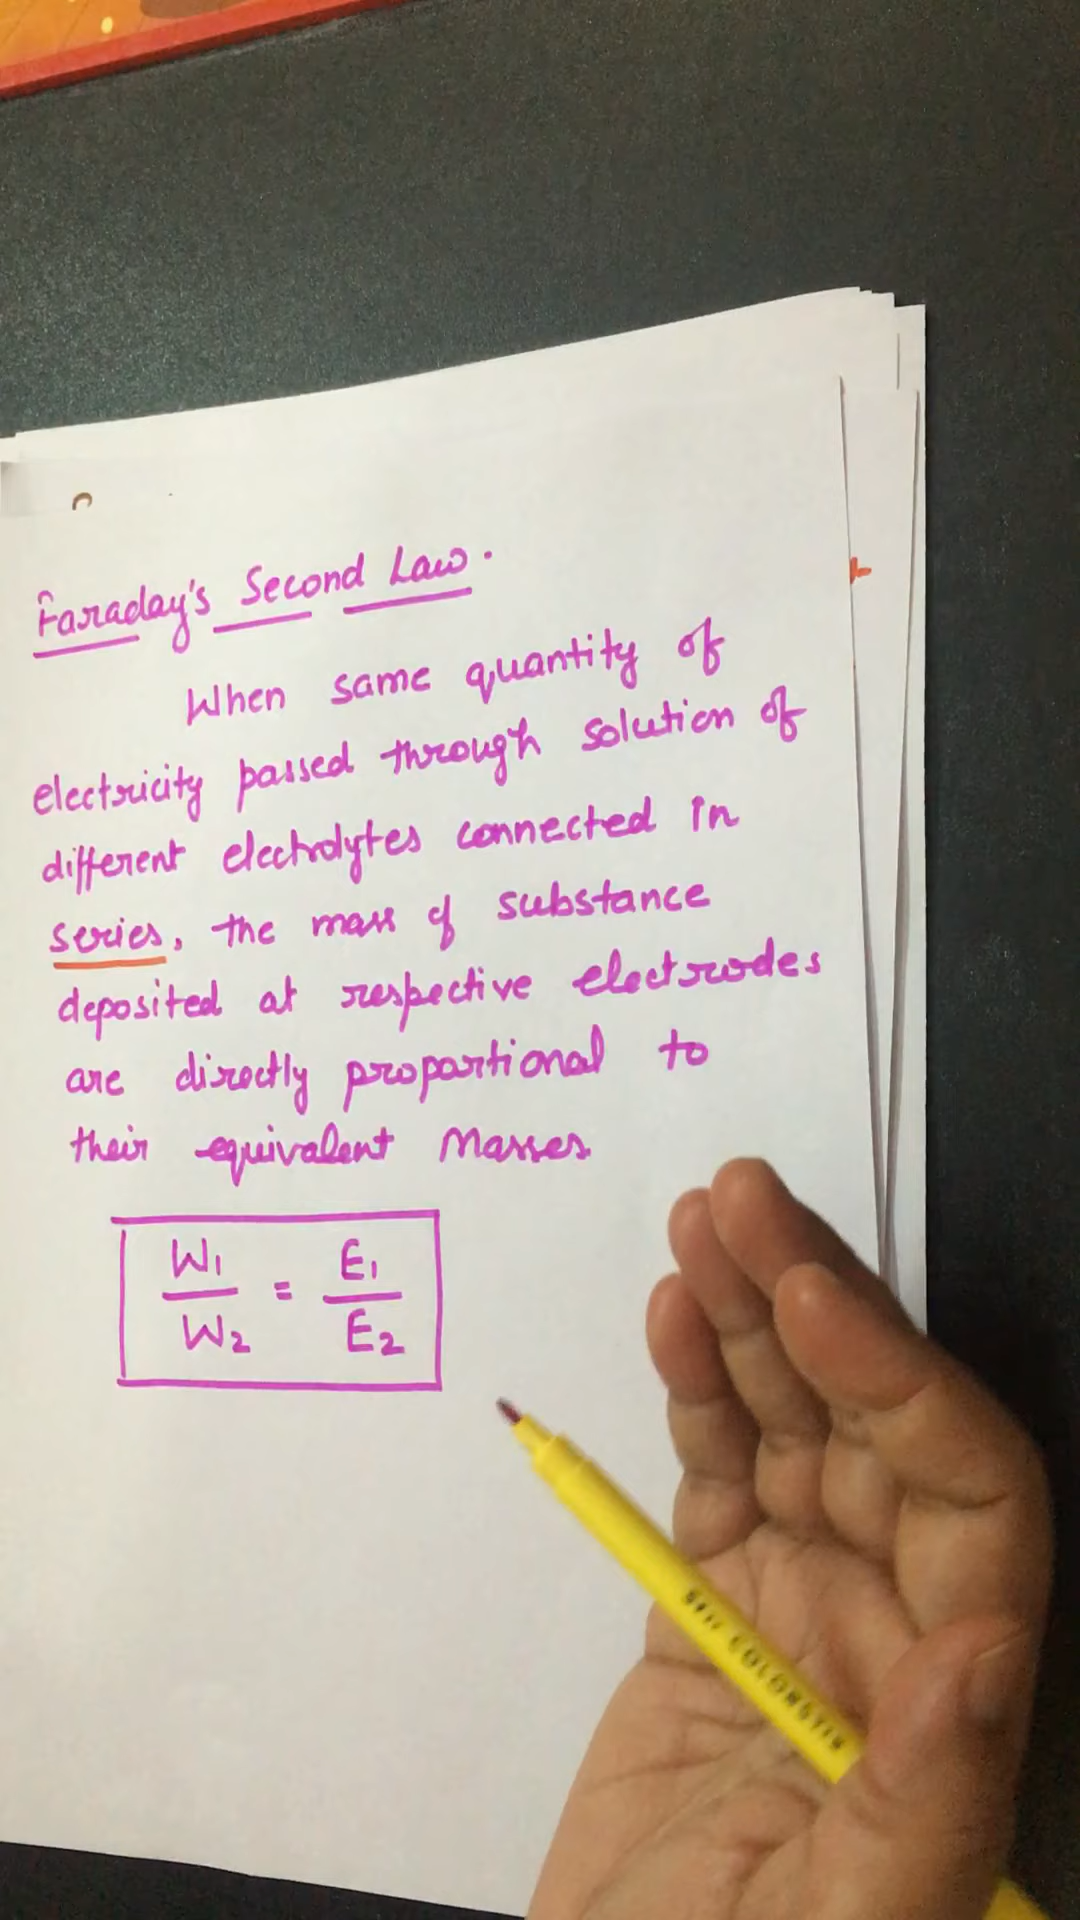 Faraday's Second Law.
When same quantity of
electricity passed through solution of
different electrolytes connected in
series, the mass of substance
deposited at respective electrodes
are directly proportional to
their equivalent Masses
W1 = E1
W2 E2
COLORSTIX